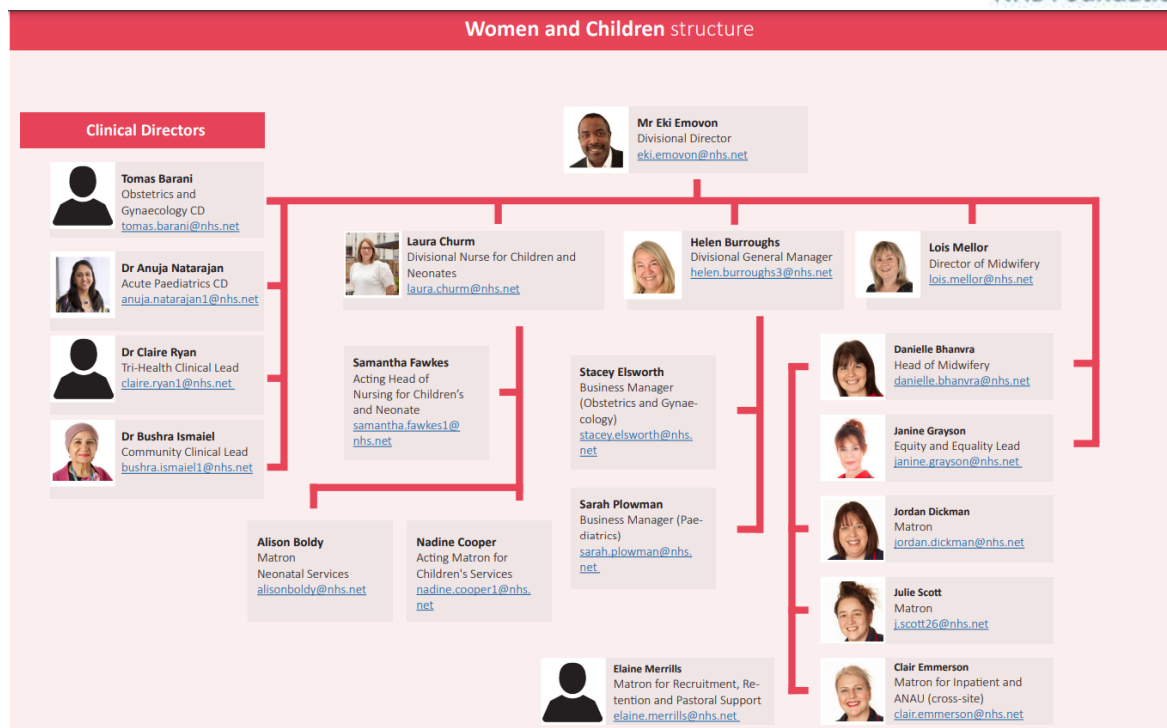 Women and Children structure
Clinical Directors
Mr Eki Emovon
Divisional Director
eki.emovon@nhs.net
Tomas Barani
Obstetrics and
Gynaecology CD
tomas.barani@nhs.net
Dr Anuja Natarajan
Acute Paediatrics CD
anuja.natarajan1@nhs.net
Dr Claire Ryan
Tri-Health Clinical Lead
claire.ryan1@nhs.net
Dr Bushra Ismaiel
Community Clinical Lead
bushra.ismaiel1@nhs.net
Laura Churm
Divisional Nurse for Children and
Neonates
laura.churm@nhs.net
Helen Burroughs
Divisional General Manager
helen.burroughs3@nhs.net
Lois Mellor
Director of Midwifery
lois.mellor@nhs.net
Samantha Fawkes
Acting Head of
Nursing for Children's
and Neonate
samantha.fawkes1@
nhs.net
Alison Boldy
Matron
Neonatal Services
alisonboldy@nhs.net
Nadine Cooper
Acting Matron for
Children's Services
nadine.cooper1@nhs.
net
Stacey Elsworth
Business Manager
(Obstetrics and Gynae-
cology)
stacey.elsworth@nhs.
net
Sarah Plowman
Business Manager (Pae-
diatrics)
sarah.plowman@nhs.
net
Danielle Bhanvra
Head of Midwifery
danielle.bhanvra@nhs.net
Janine Grayson
Equity and Equality Lead
janine.grayson@nhs.net
Jordan Dickman
Matron
jordan.dickman@nhs.net
Julie Scott
Matron
j.scott26@nhs.net
Clair Emmerson
Matron for Inpatient and
ANAU (cross-site)
clair.emmerson@nhs.net
Elaine Merrills
Matron for Recruitment, Re-
tention and Pastoral Support
elaine.merrills@nhs.net